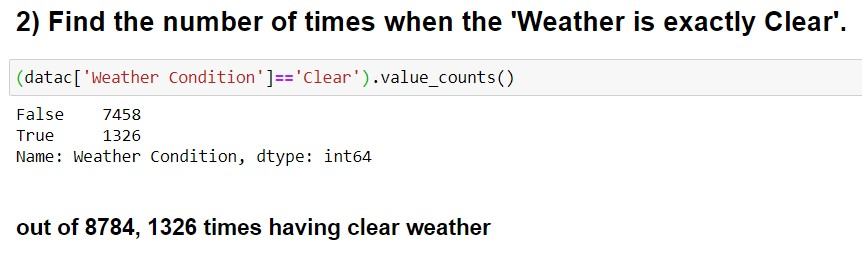 2) Find the number of times when the 'Weather is exactly Clear'.
(datac['Weather Condition']=='Clear').value_counts()
False    7458
True     1326
Name: Weather Condition, dtype: int64
out of 8784, 1326 times having clear weather